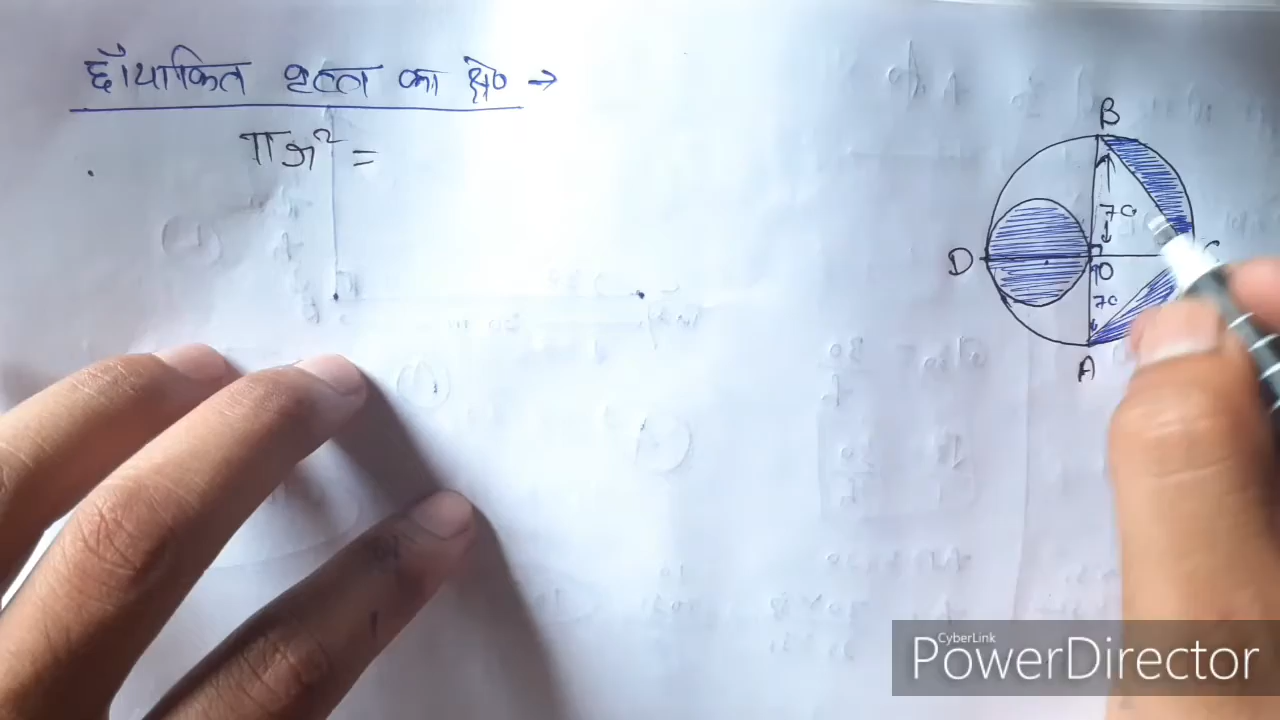 छैायाकित वृत्त का क्षे० →
πr² =
B
70
D
C
O
70
A
CyberLink
PowerDirector